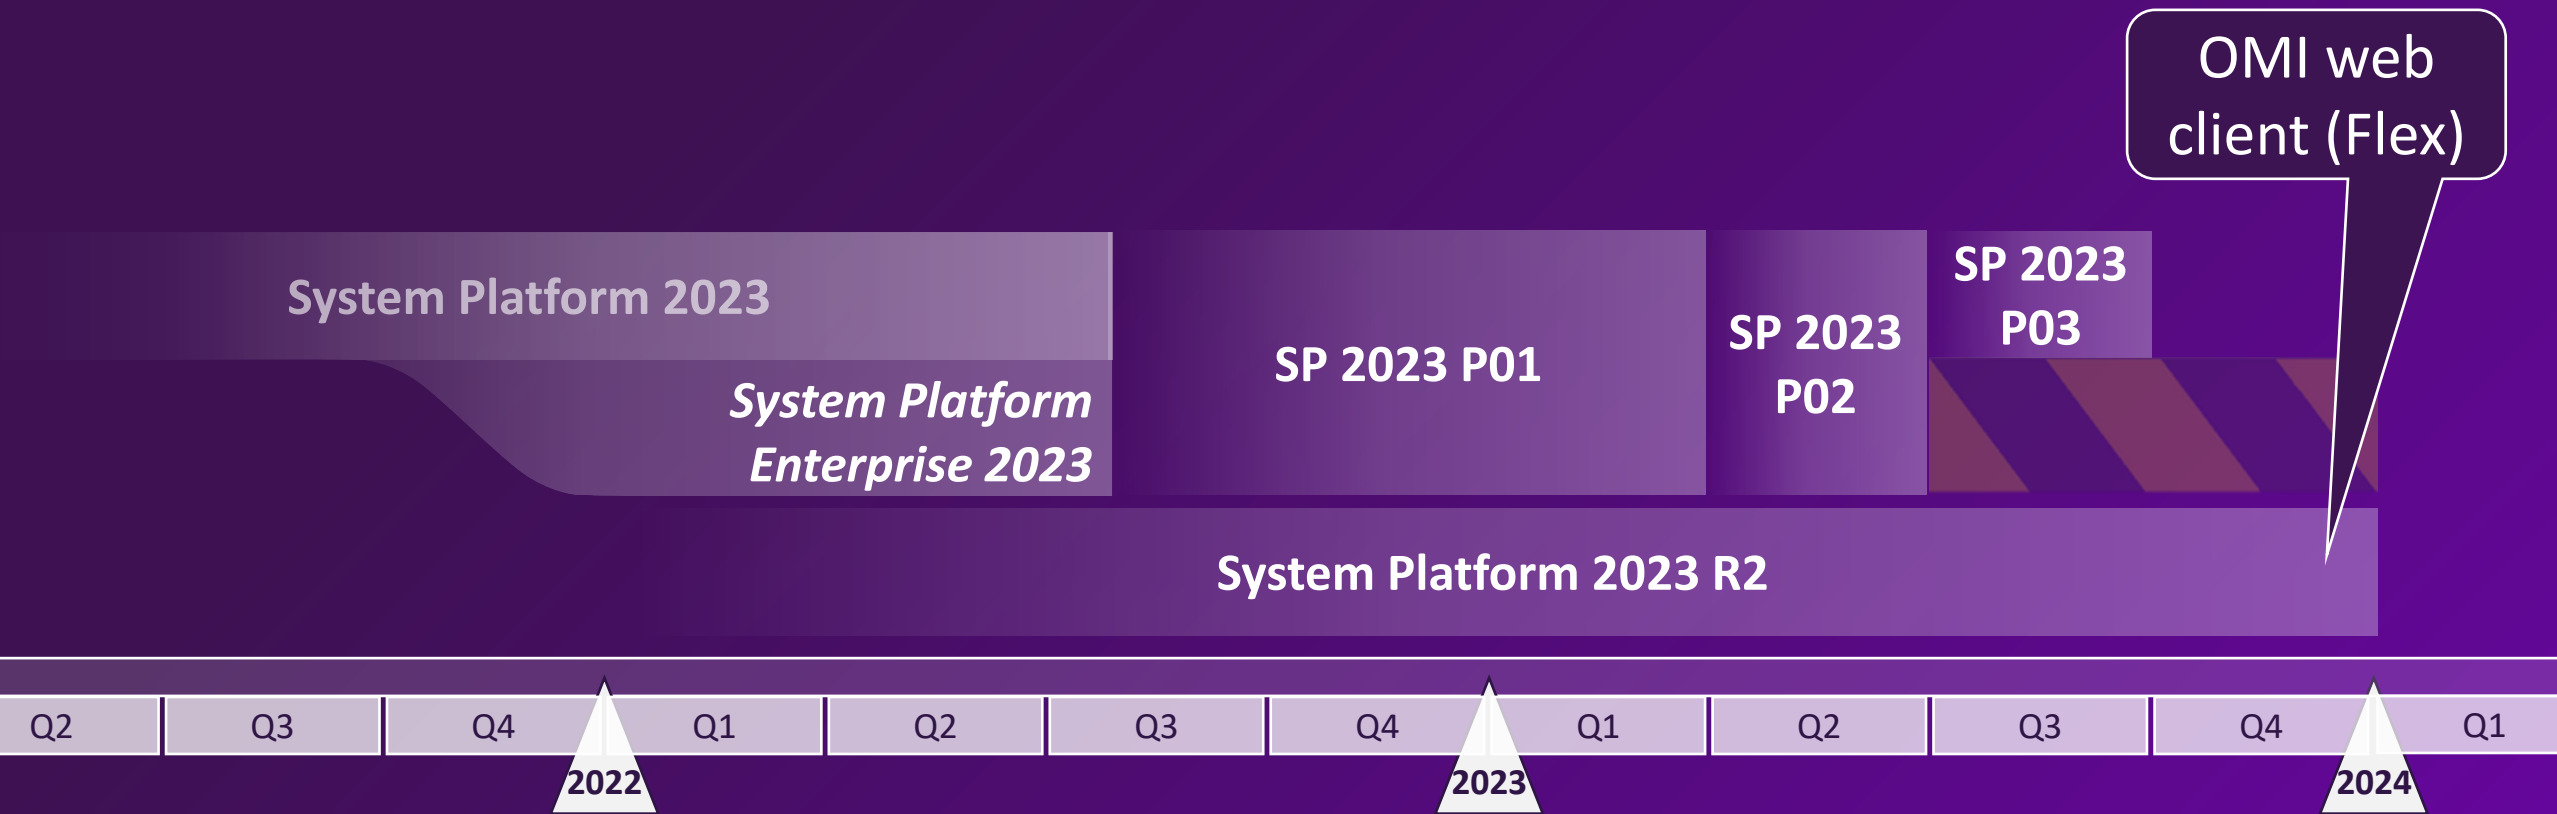 OMI web
client (Flex)
System Platform 2023
System Platform
Enterprise 2023
SP 2023 P01
SP 2023
P02
SP 2023
P03
System Platform 2023 R2
Q2
Q3
Q4
Q1
Q2
Q3
Q4
Q1
Q2
Q3
Q4
Q1
2022
2023
2024